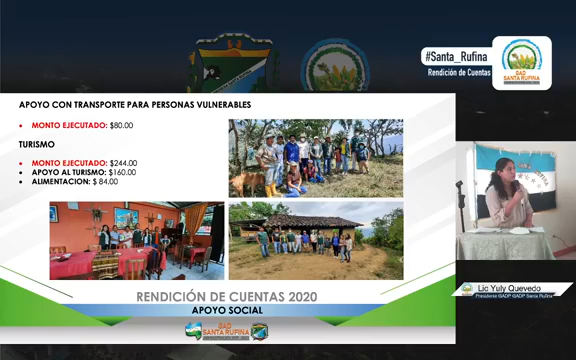 #Santa_Rufina
Rendición de Cuentas
GAD
SANTA RUFINA
APOYO CON TRANSPORTE PARA PERSONAS VULNERABLES
• MONTO EJECUTADO: $80.00
TURISMO
• MONTO EJECUTADO: $244.00
• APOYO AL TURISMO: $160.00
• ALIMENTACION: $ 84.00
RENDICIÓN DE CUENTAS 2020
APOYO SOCIAL
GAD
SANTA RUFINA
Lic Yuly Quevedo
Presidente GADP GADP Santa Rufina